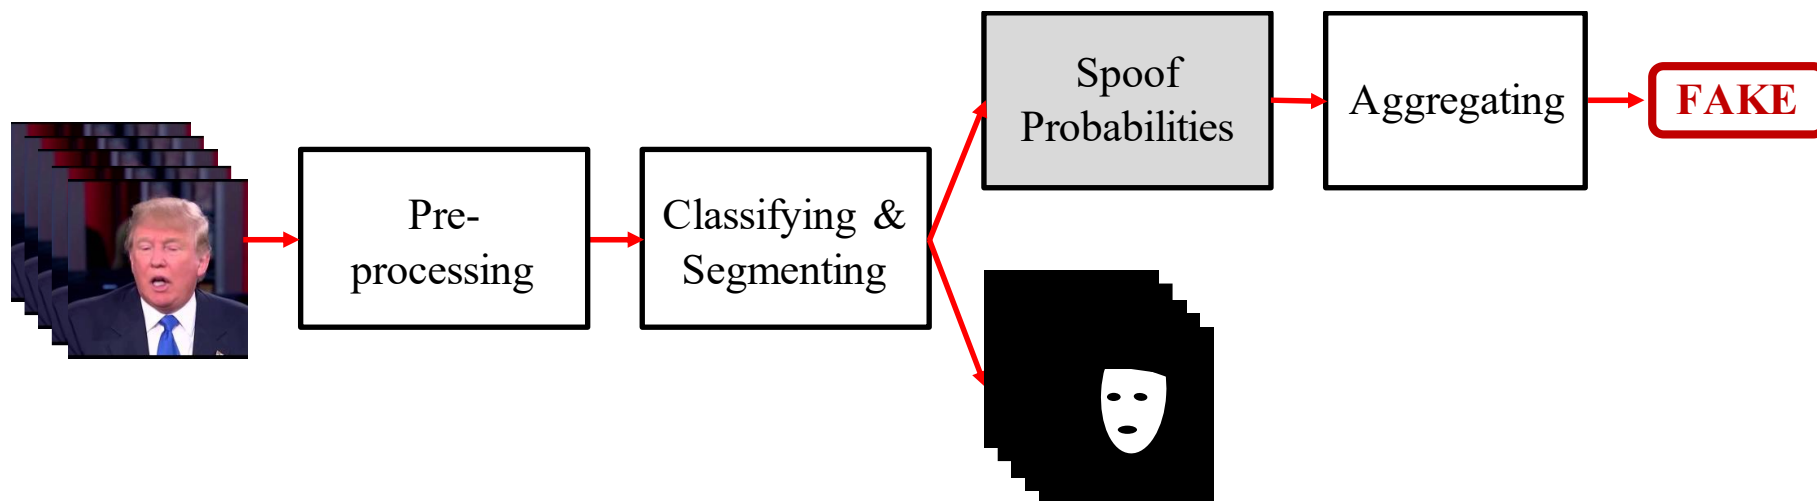 Pre-
processing
Classifying &
Segmenting
Spoof
Probabilities
Aggregating
FAKE